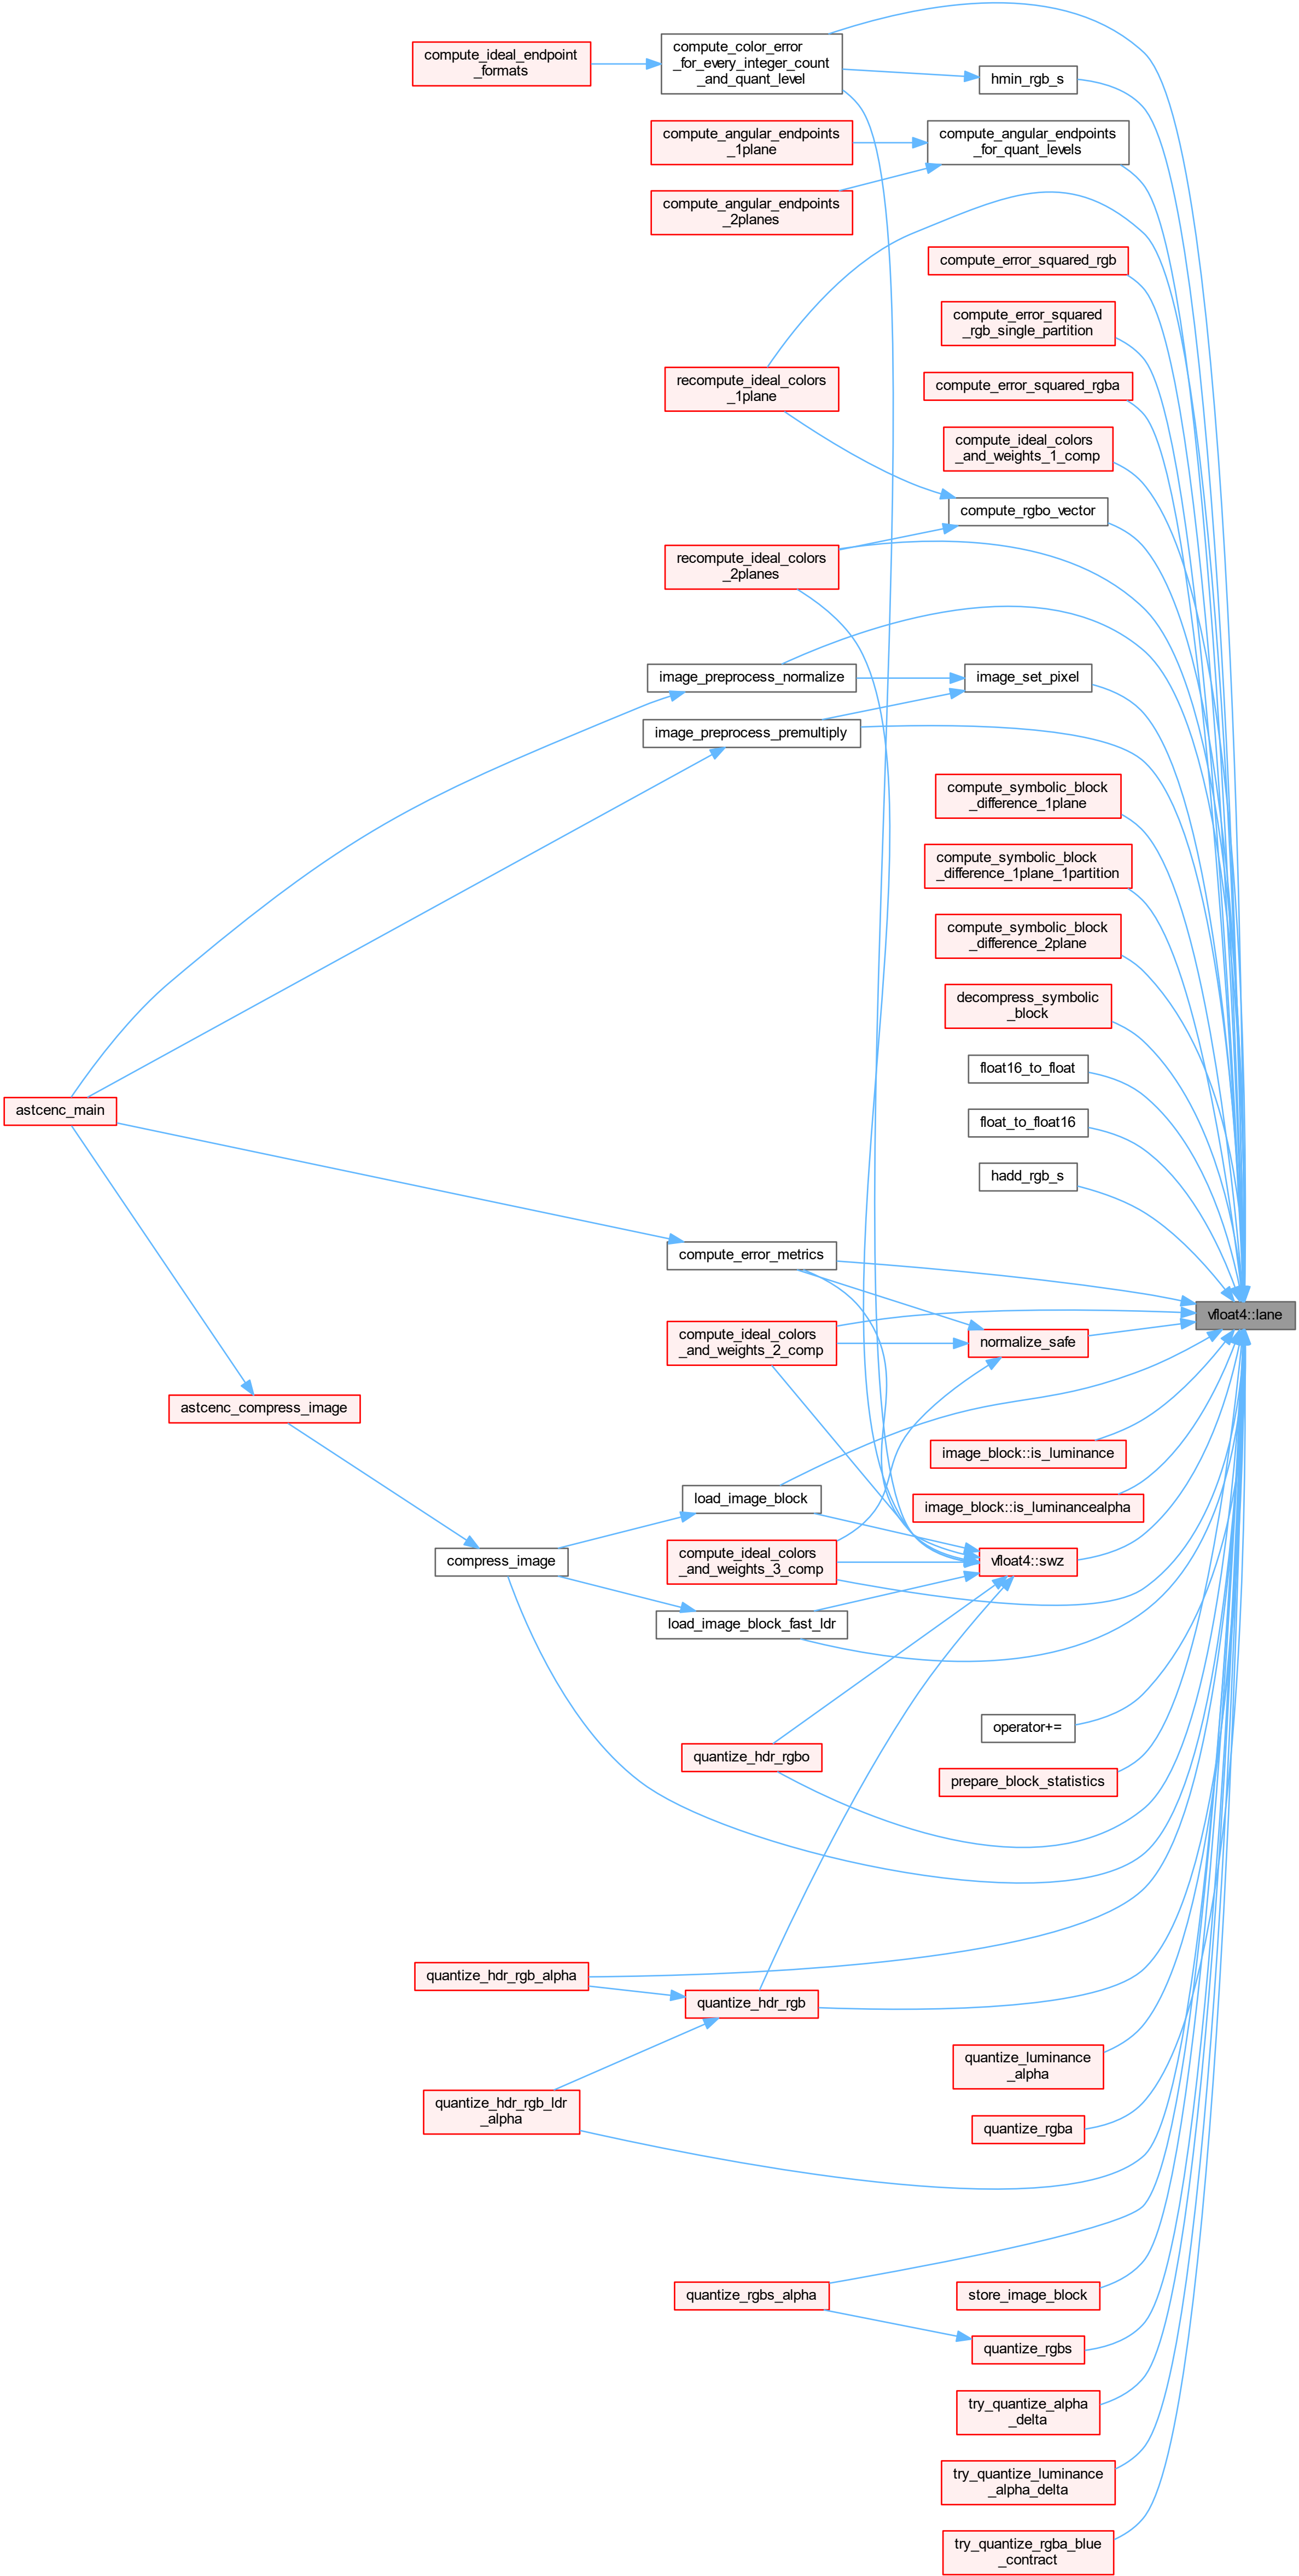 compute_color_error
_for_every_integer_count
_and_quant_level
compute_ideal_endpoint
_formats
hmin_rgb_s
compute_angular_endpoints
_1plane
compute_angular_endpoints
_for_quant_levels
compute_angular_endpoints
_2planes
compute_error_squared_rgb
compute_error_squared
_rgb_single_partition
recompute_ideal_colors
_1plane
compute_error_squared_rgba
compute_ideal_colors
_and_weights_1_comp
compute_rgbo_vector
recompute_ideal_colors
_2planes
image_preprocess_normalize
image_set_pixel
image_preprocess_premultiply
compute_symbolic_block
_difference_1plane
compute_symbolic_block
_difference_1plane_1partition
compute_symbolic_block
_difference_2plane
decompress_symbolic
_block
float16_to_float
astcenc_main
float_to_float16
hadd_rgb_s
compute_error_metrics
vfloat4::lane
compute_ideal_colors
_and_weights_2_comp
normalize_safe
astcenc_compress_image
image_block::is_luminance
load_image_block
image_block::is_luminancealpha
compress_image
compute_ideal_colors
_and_weights_3_comp
vfloat4::swz
load_image_block_fast_ldr
operator+=
quantize_hdr_rgbo
prepare_block_statistics
quantize_hdr_rgb_alpha
quantize_hdr_rgb
quantize_luminance
_alpha
quantize_hdr_rgb_ldr
_alpha
quantize_rgba
quantize_rgbs_alpha
store_image_block
quantize_rgbs
try_quantize_alpha
_delta
try_quantize_luminance
_alpha_delta
try_quantize_rgba_blue
_contract